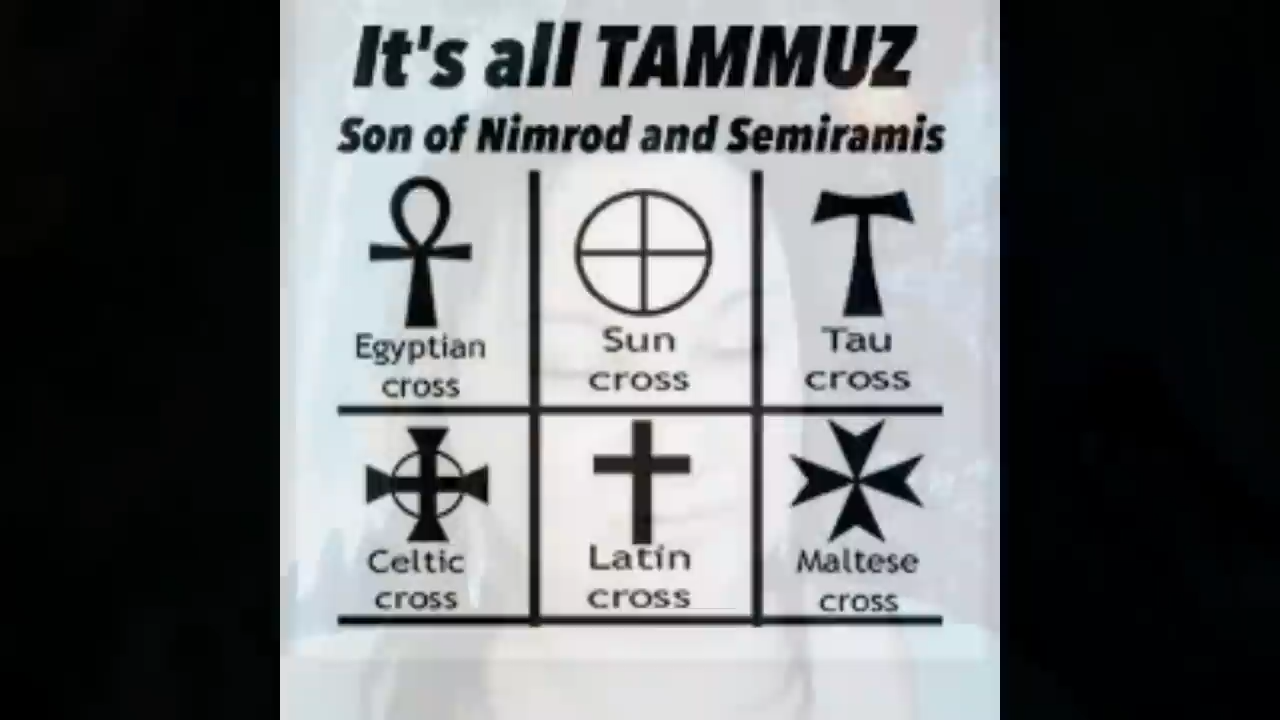 It's all TAMMUZ
Son of Nimrod and Semiramis
Egyptian cross
Sun cross
Tau cross
Celtic cross
Latin cross
Maltese cross